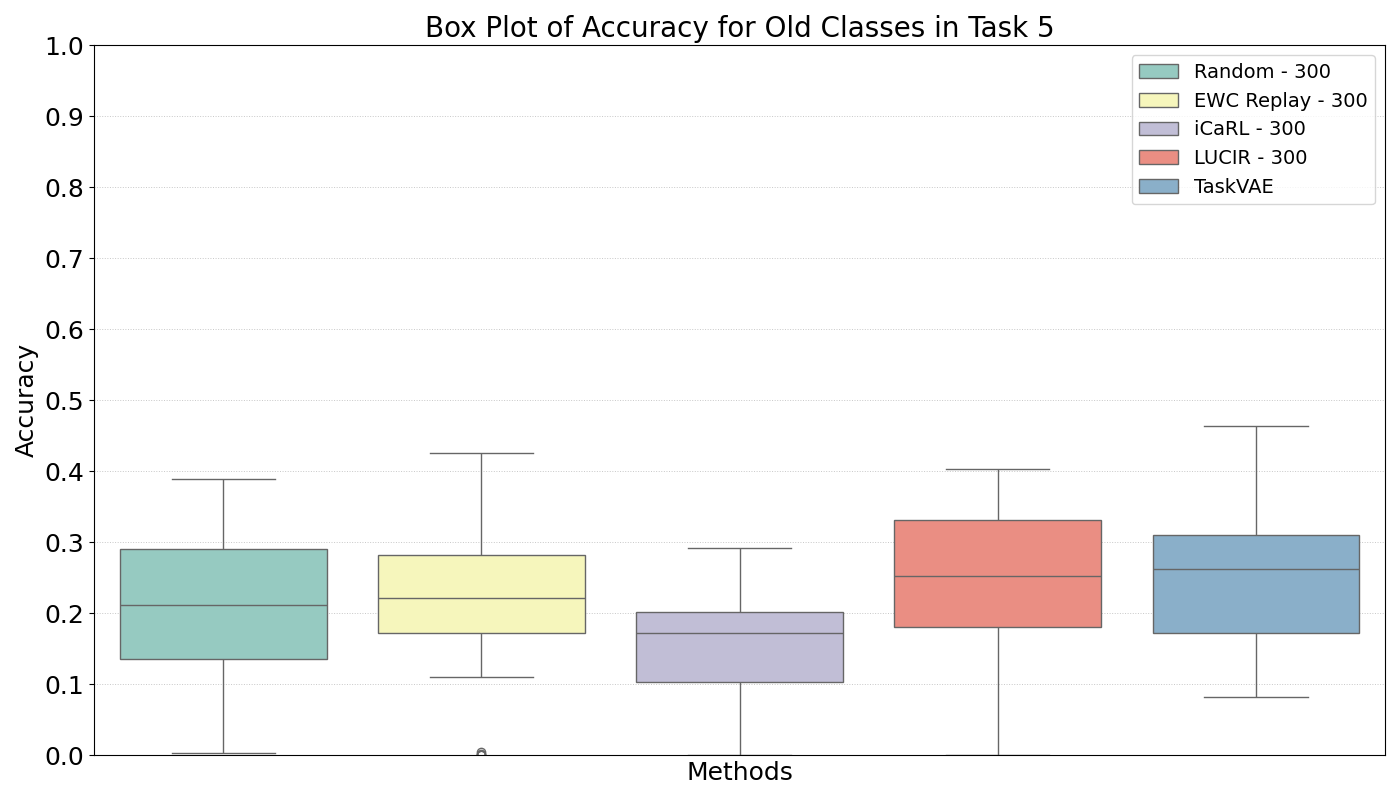 Box Plot of Accuracy for Old Classes in Task 5
1.0
0.9
0.8
0.7
0.6
0.5
0.4
0.3
0.2
0.1
0.0
Accuracy
Methods
Random - 300
EWC Replay - 300
iCaRL - 300
LUCIR - 300
TaskVAE